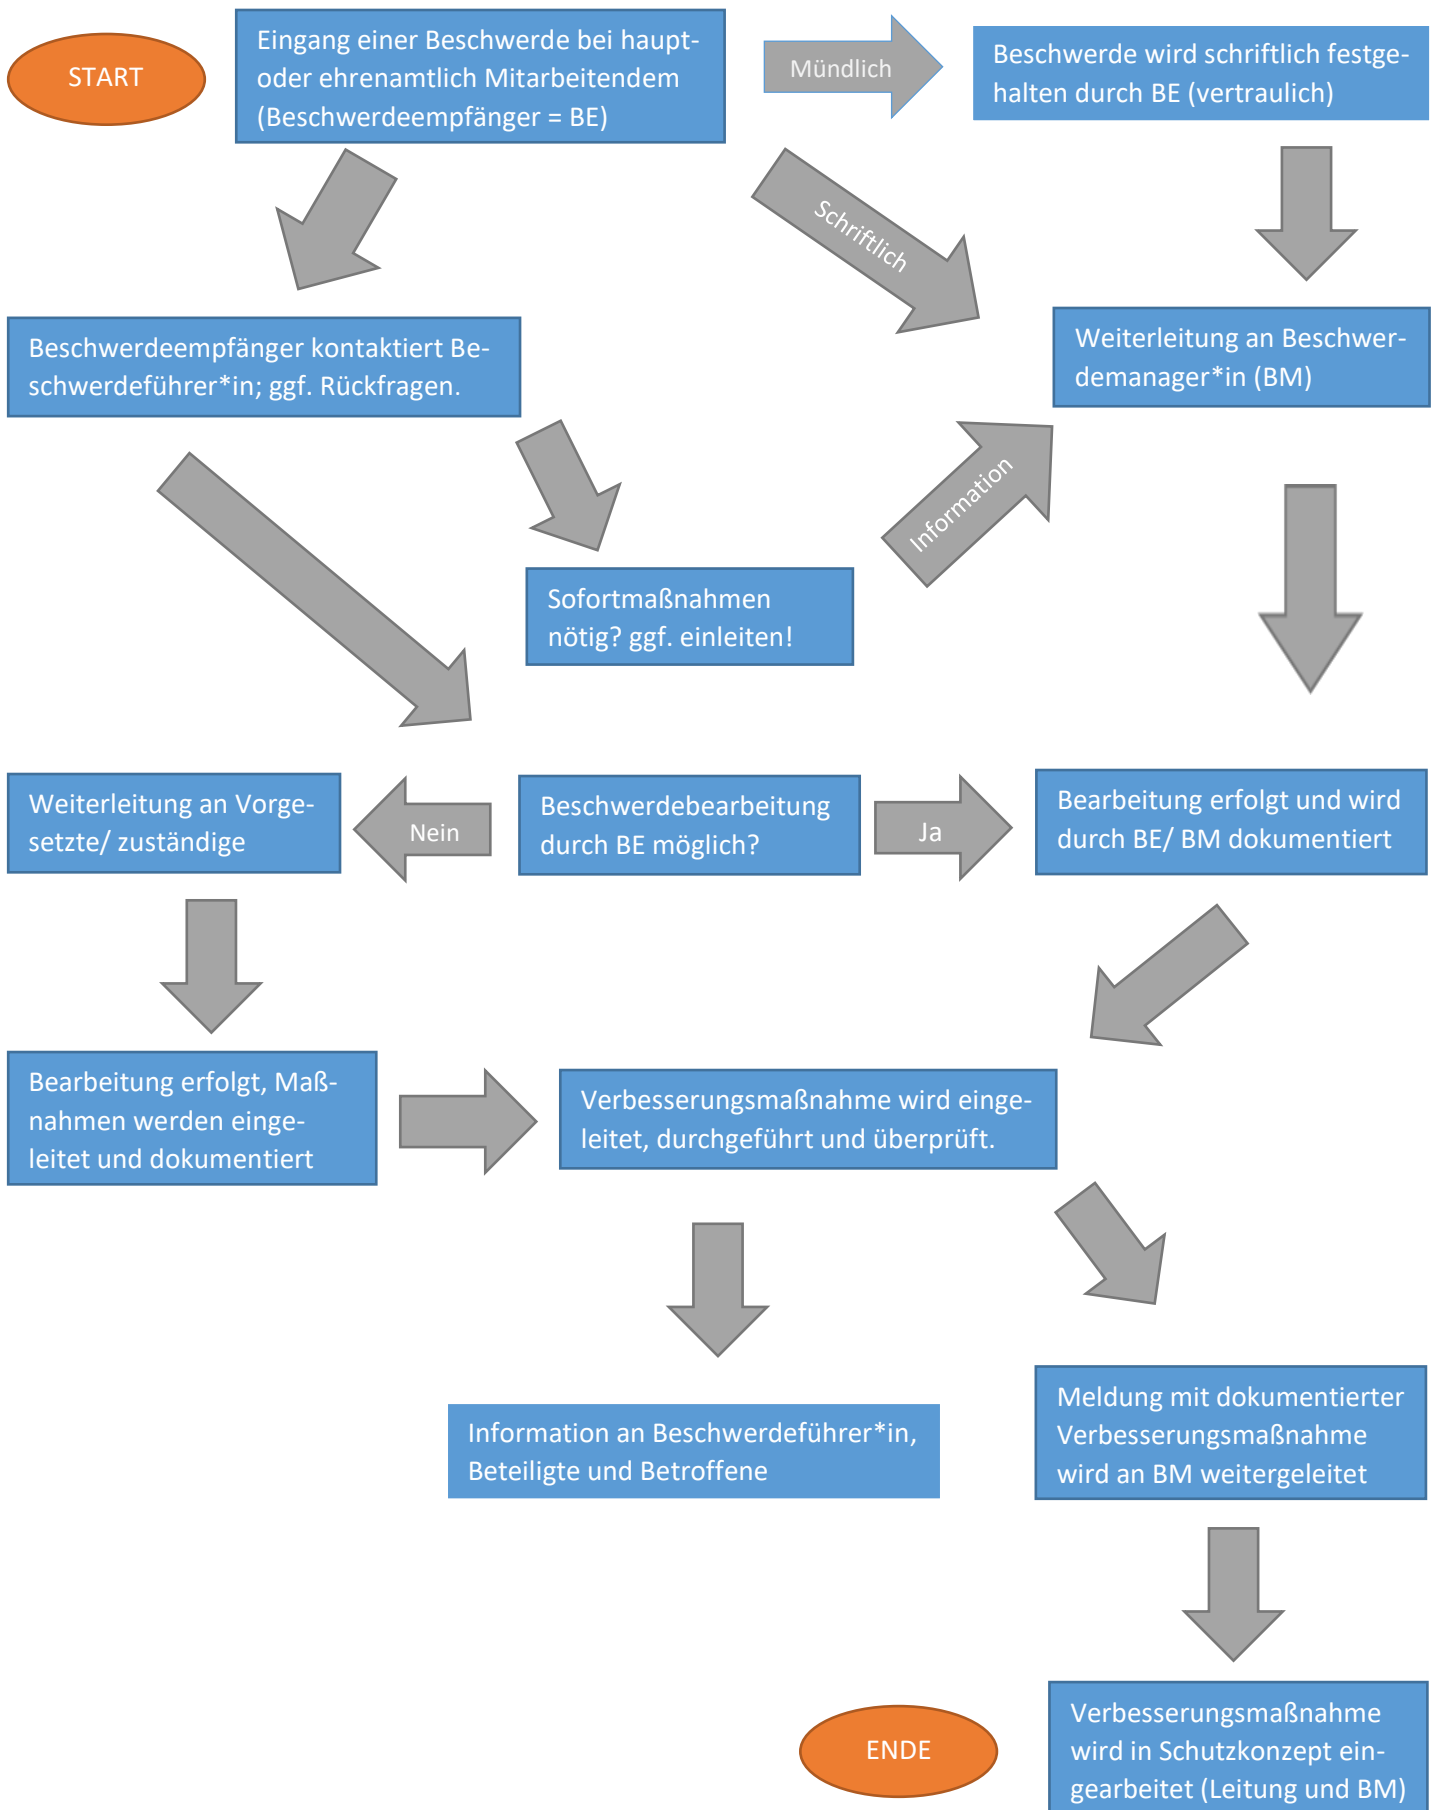 START
Eingang einer Beschwerde bei haupt-
oder ehrenamtlich Mitarbeitendem
(Beschwerdeempfänger = BE)
Mündlich
Beschwerde wird schriftlich festge-
halten durch BE (vertraulich)
Schriftlich
Beschwerdeempfänger kontaktiert Be-
schwerdeführer*in; ggf. Rückfragen.
Weiterleitung an Beschwer-
demanager*in (BM)
Information
Sofortmaßnahmen
nötig? ggf. einleiten!
Weiterleitung an Vorge-
setzte/ zuständige
Nein
Beschwerdebearbeitung
durch BE möglich?
Ja
Bearbeitung erfolgt und wird
durch BE/ BM dokumentiert
Bearbeitung erfolgt, Maß-
nahmen werden einge-
leitet und dokumentiert
Verbesserungsmaßnahme wird einge-
leitet, durchgeführt und überprüft.
Information an Beschwerdeführer*in,
Beteiligte und Betroffene
Meldung mit dokumentierter
Verbesserungsmaßnahme
wird an BM weitergeleitet
ENDE
Verbesserungsmaßnahme
wird in Schutzkonzept ein-
gearbeitet (Leitung und BM)